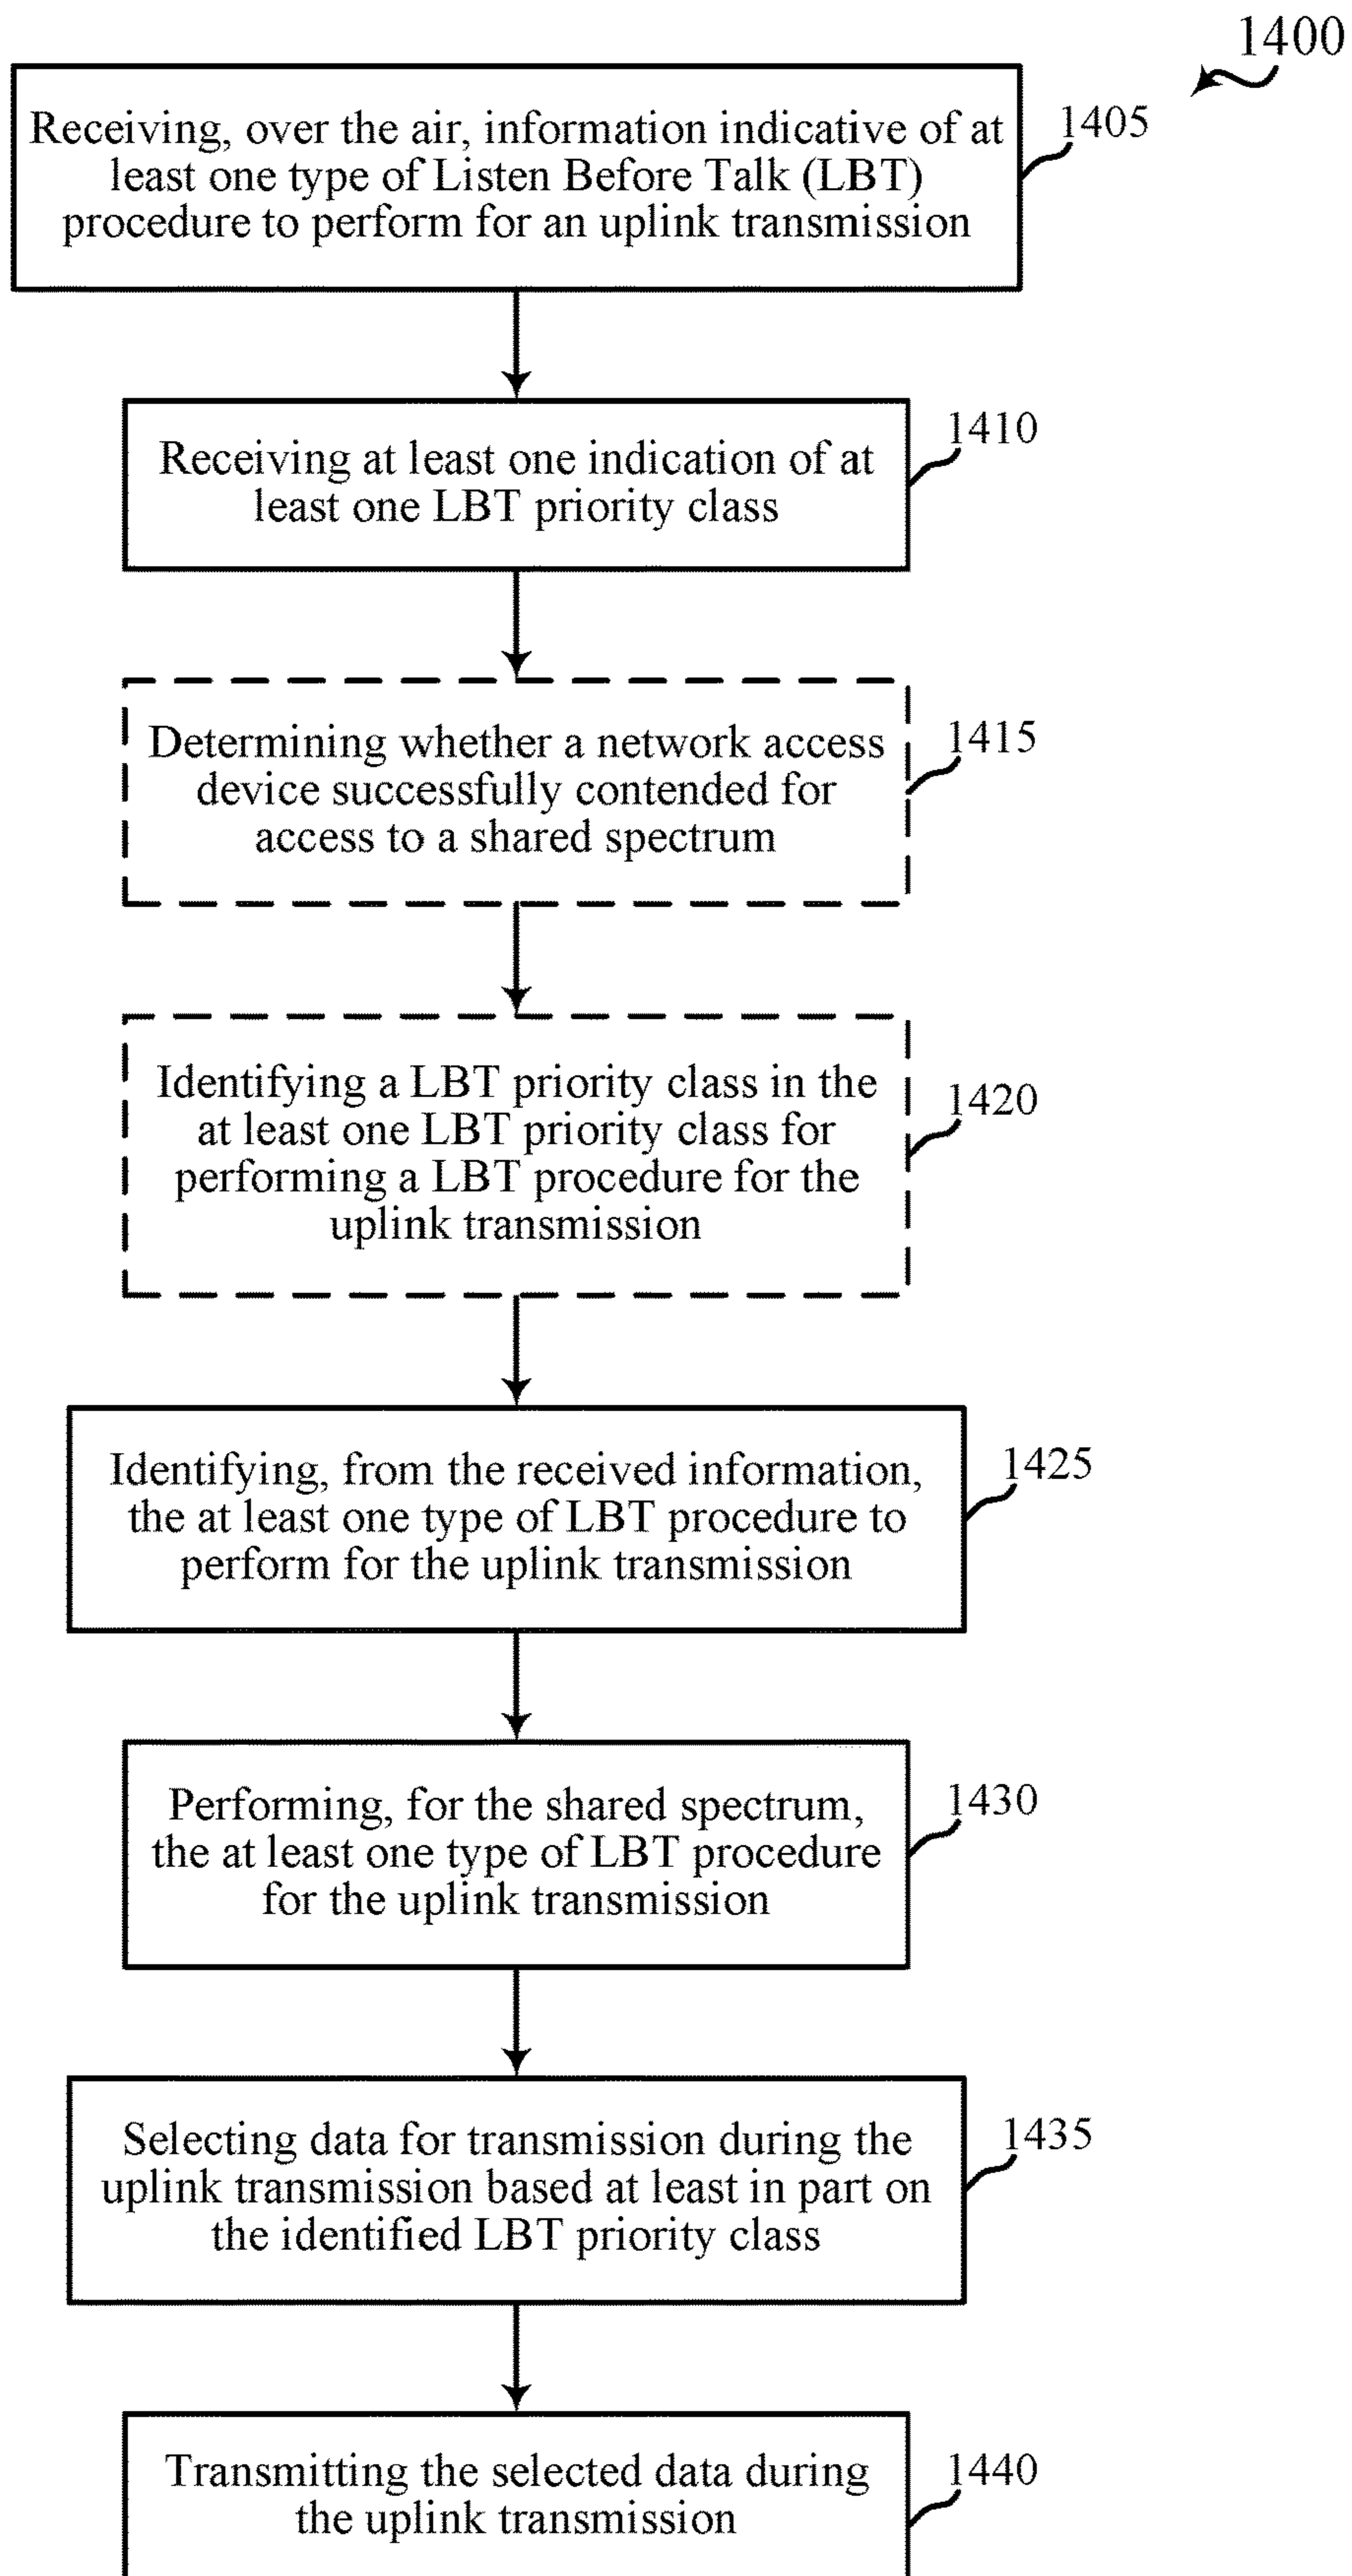 1400
Receiving, over the air, information indicative of at
least one type of Listen Before Talk (LBT)
procedure to perform for an uplink transmission
1405
Receiving at least one indication of at
least one LBT priority class
1410
Determining whether a network access
device successfully contended for
access to a shared spectrum
1415
Identifying a LBT priority class in the
at least one LBT priority class for
performing a LBT procedure for the
uplink transmission
1420
Identifying, from the received information,
the at least one type of LBT procedure to
perform for the uplink transmission
1425
Performing, for the shared spectrum,
the at least one type of LBT procedure
for the uplink transmission
1430
Selecting data for transmission during the
uplink transmission based at least in part on
the identified LBT priority class
1435
Transmitting the selected data during
the uplink transmission
1440